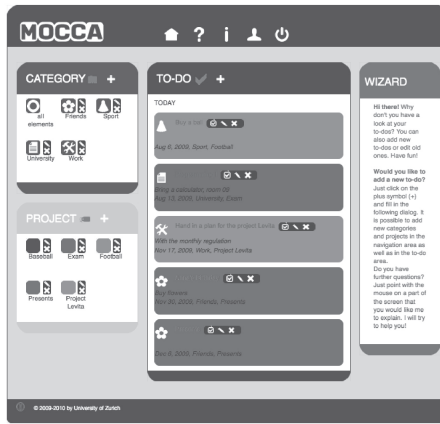 MOCCA
CATEGORY
all
elements
Friends
Sport
University
Work
PROJECT
Baseball
Exam
Football
Presents
Project
Levita
TO-DO
TODAY
Buy a ball
Aug 6, 2009, Sport, Football
Bring a calculator, room 8B
Aug 13, 2009, University, Exam
Hand in a plan for the project Levita
With the monthly regulation
Nov 17, 2009, Work, Project Levita
Buy flowers
Nov 20, 2009, Friends, Presents
Dec 6, 2009, Friends, Presents
WIZARD
Hi there! Why
don't you have a
look at your
to-dos? You can
also add new
to-dos or edit old
ones. Have fun!
Would you like to
add a new to-do?
Just click on the
plus symbol (+)
and fill in the
following dialog. It
is possible to add
new categories
and projects in the
navigation area as
well as in the to-do
area.
Do you have
further questions?
Just point with the
mouse on a part of
the screen that
you would like me
to explain. I will try
to help you!
© 2009-2010 by University of Zurich